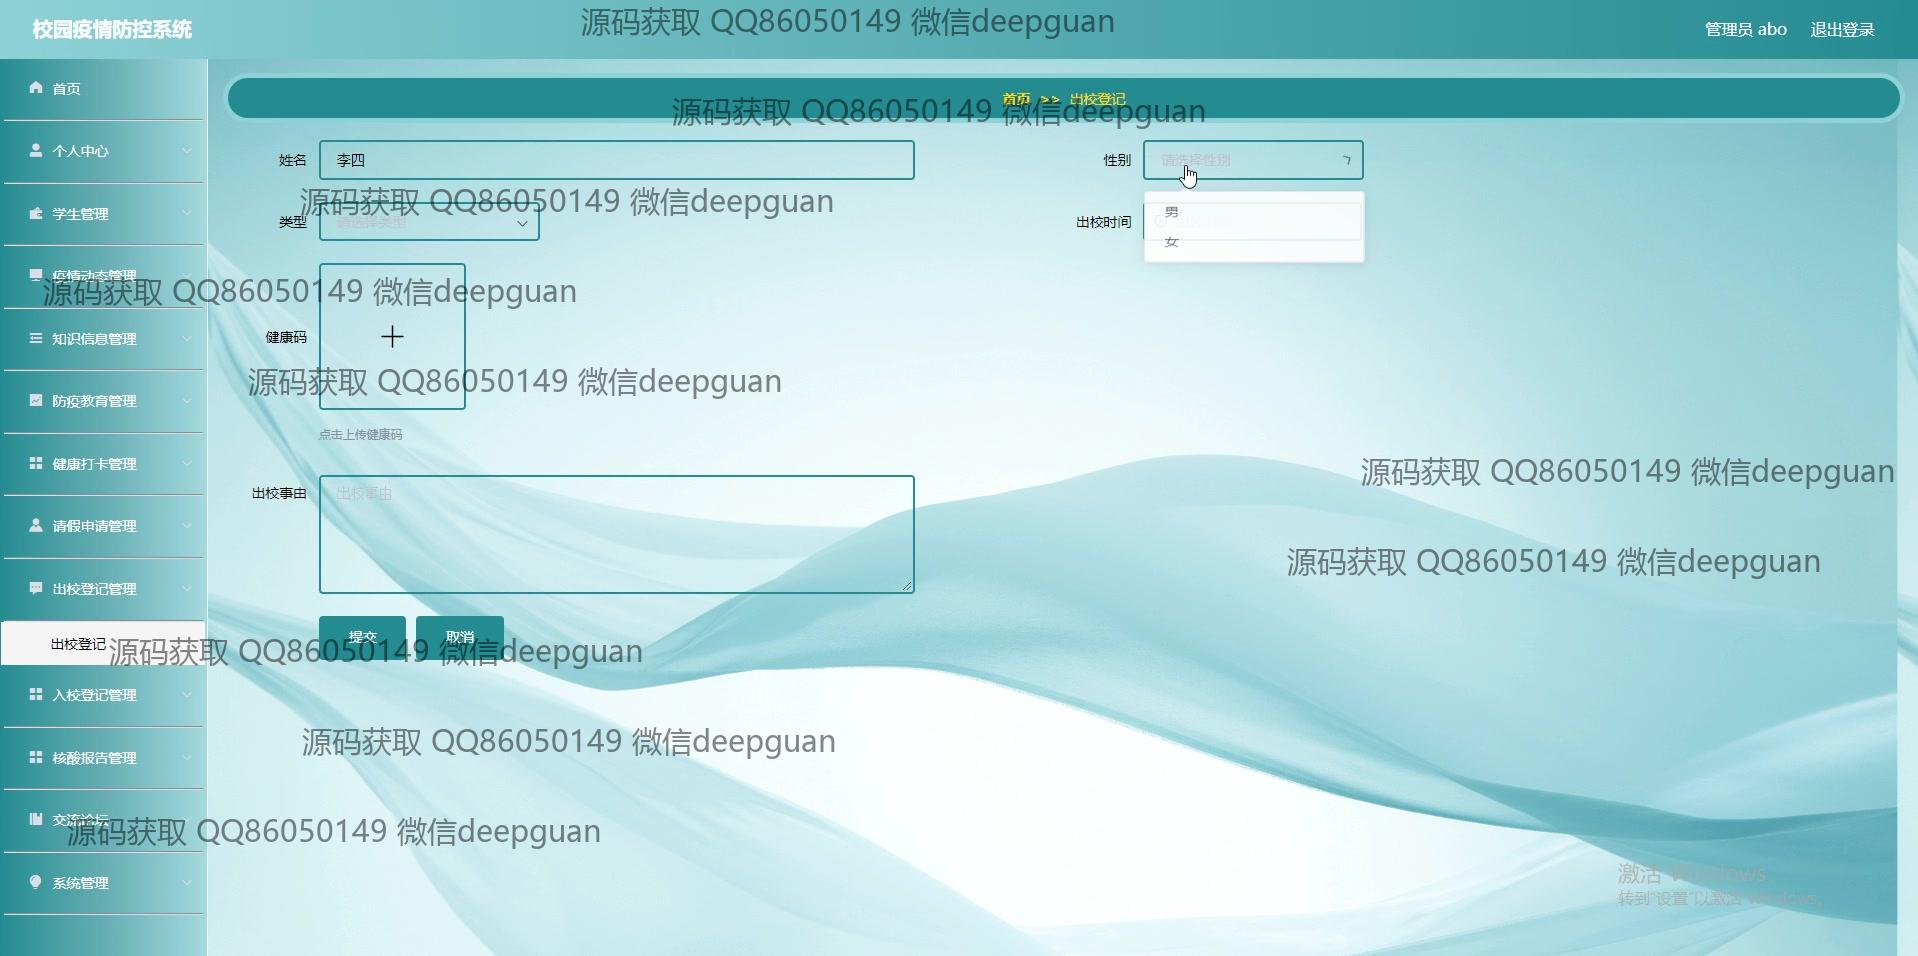 校园疫情防控系统
源码获取 QQ86050149 微信deepguan
管理员 abo
退出登录
首页
首页 >> 出校登记
源码获取 QQ86050149 微信deepguan
个人中心
姓名
李四
性别
请选择性别
源码获取 QQ86050149 微信deepguan
学生管理
类型
请选择类型
出校时间
男
女
疫情动态管理
源码获取 QQ86050149 微信deepguan
知识信息管理
健康码
源码获取 QQ86050149 微信deepguan
防疫教育管理
点击上传健康码
健康打卡管理
源码获取 QQ86050149 微信deepguan
出校事由
出校事由
请假申请管理
源码获取 QQ86050149 微信deepguan
出校登记管理
出校登记
提交
取消
源码获取 QQ86050149 微信deepguan
入校登记管理
源码获取 QQ86050149 微信deepguan
核酸报告管理
交流论坛
源码获取 QQ86050149 微信deepguan
系统管理
激活 Windows
转到"设置"以激活 Windows。